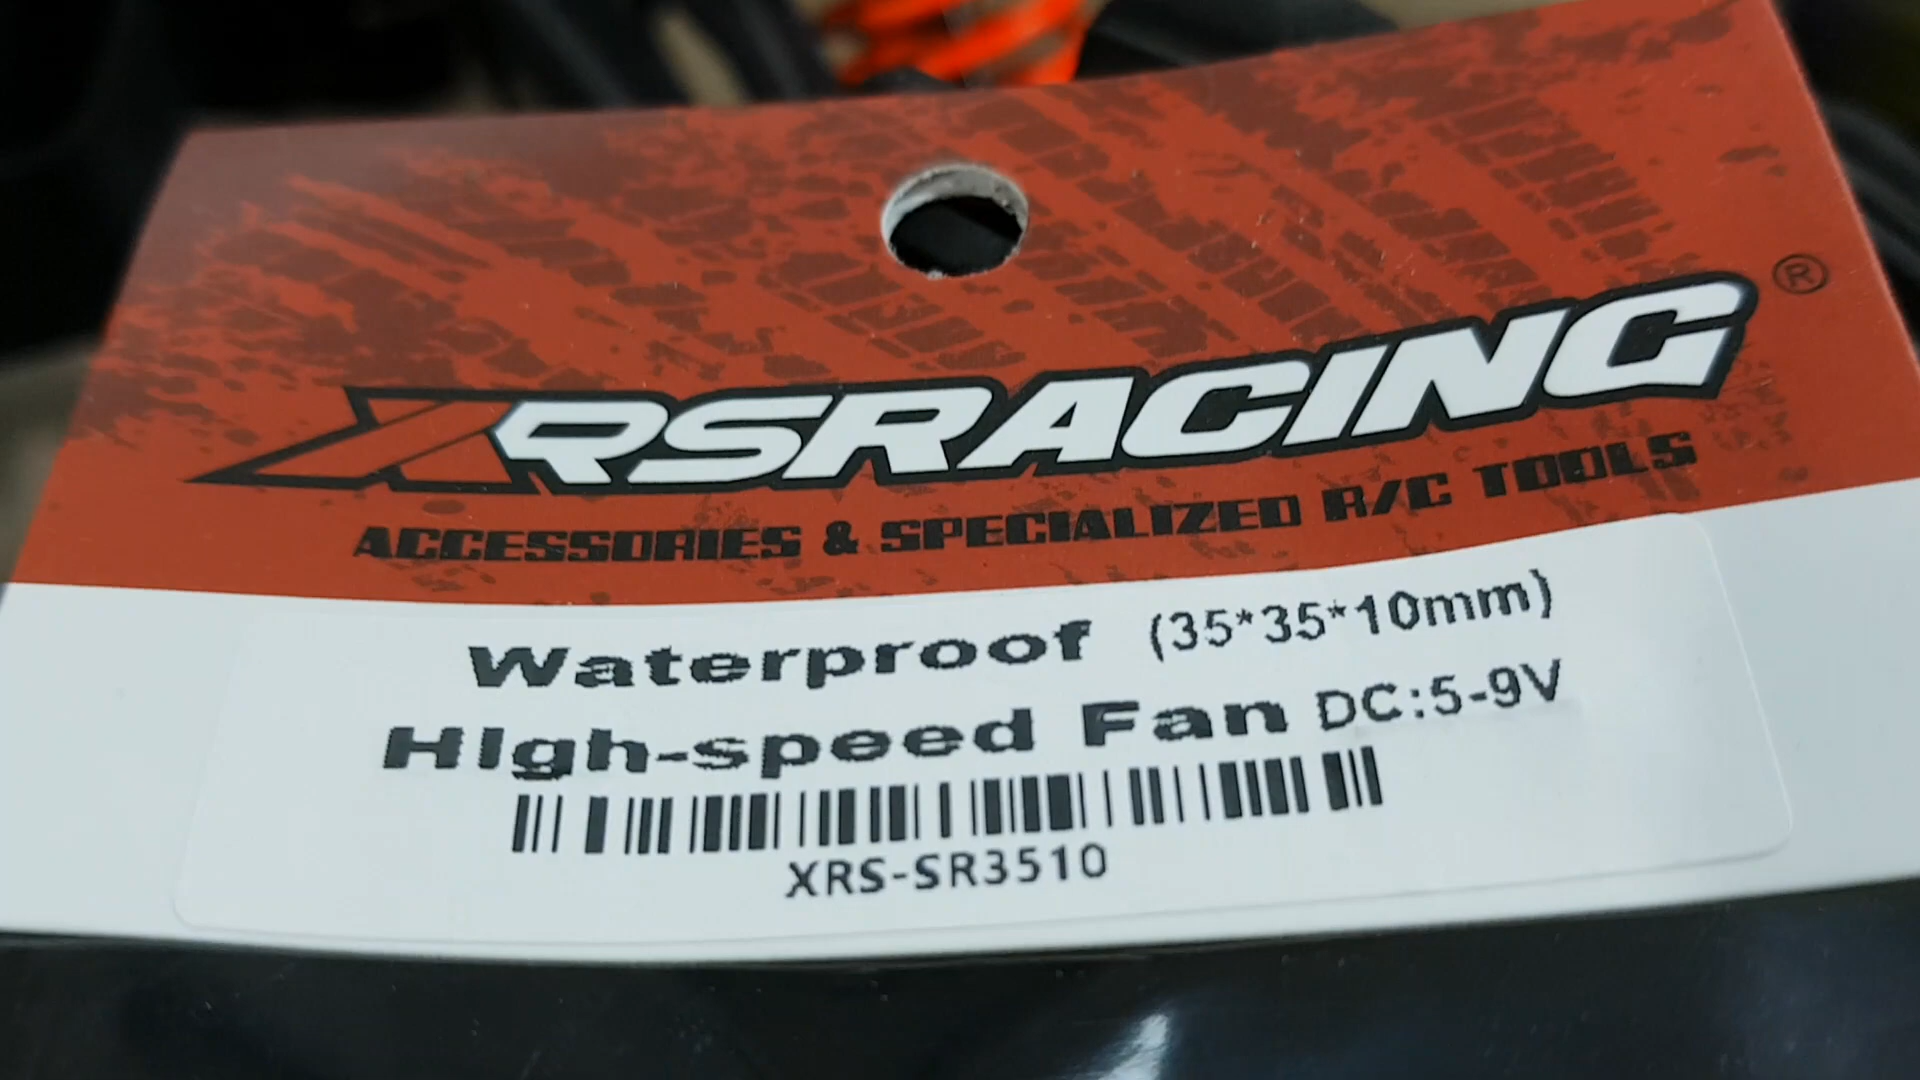 XRSRACING®
ACCESSORIES & SPECIALIZED R/C TOOLS
Waterproof (35*35*10mm)
HIgh-speed Fan DC:5-9V
XRS-SR3510